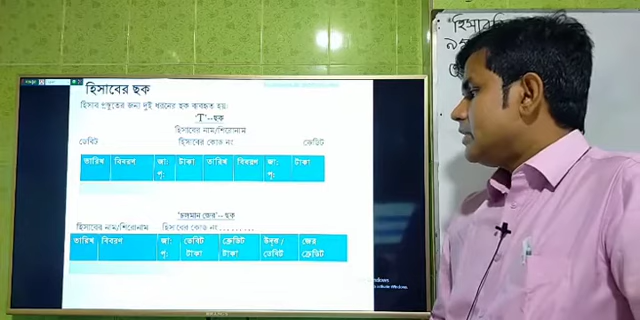 হিসাবের ছক
হিসাব প্রস্তুতের জন্য দুই ধরনের ছক ব্যবহৃত হয়:
'T'--ছক
হিসাবের নাম/শিরোনাম
ডেবিট হিসাবের কোড নং ক্রেডিট
তারিখ বিবরণ জা: টাকা তারিখ বিবরণ জা: টাকা
পৃ: পৃ:
'চলমান জের'-- ছক
হিসাবের নাম/শিরোনাম হিসাবের কোড নং.........
তারিখ বিবরণ জা: ডেবিট ক্রেডিট উদ্বৃত্ত/ জের
পৃ: টাকা টাকা ডেবিট ক্রেডিট